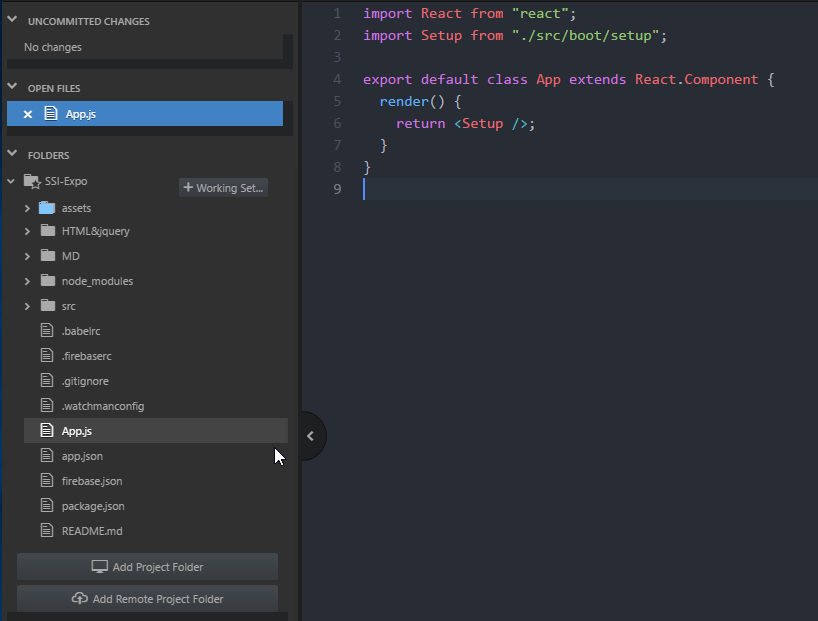 UNCOMMITTED CHANGES
No changes
OPEN FILES
App.js
FOLDERS
SSI-Expo
+ Working Set...
assets
HTML&jquery
MD
node_modules
src
.babelrc
.firebaserc
.gitignore
.watchmanconfig
App.js
app.json
firebase.json
package.json
README.md
Add Project Folder
Add Remote Project Folder
1 import React from "react";
2 import Setup from "./src/boot/setup";
3
4 export default class App extends React.Component {
5   render() {
6     return <Setup />;
7   }
8 }
9